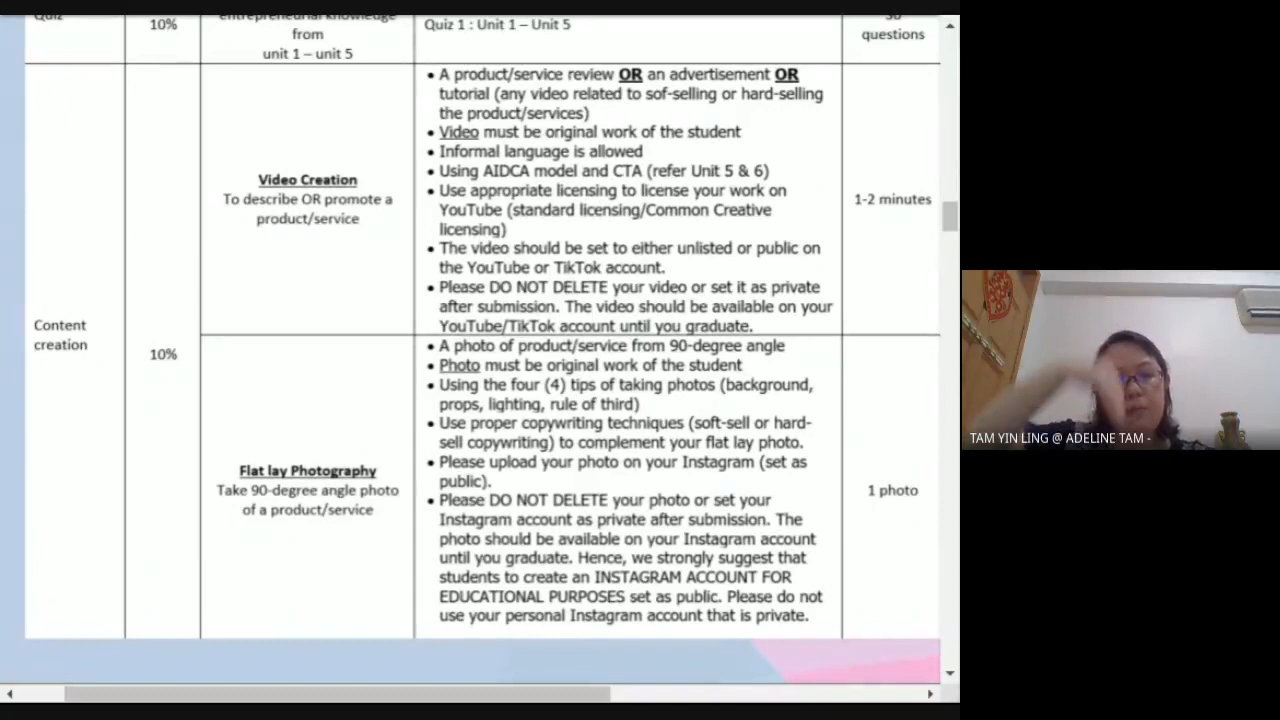 Quiz
10%
entrepreneurial knowledge
from
unit 1 – unit 5
Quiz 1 : Unit 1 – Unit 5
30
questions
Content
creation
10%
Video Creation
To describe OR promote a
product/service
• A product/service review OR an advertisement OR
tutorial (any video related to sof-selling or hard-selling
the product/services)
• Video must be original work of the student
• Informal language is allowed
• Using AIDCA model and CTA (refer Unit 5 & 6)
• Use appropriate licensing to license your work on
YouTube (standard licensing/Common Creative
licensing)
• The video should be set to either unlisted or public on
the YouTube or TikTok account.
• Please DO NOT DELETE your video or set it as private
after submission. The video should be available on your
YouTube/TikTok account until you graduate.
1-2 minutes
Flat lay Photography
Take 90-degree angle photo
of a product/service
• A photo of product/service from 90-degree angle
• Photo must be original work of the student
• Using the four (4) tips of taking photos (background,
props, lighting, rule of third)
• Use proper copywriting techniques (soft-sell or hard-
sell copywriting) to complement your flat lay photo.
• Please upload your photo on your Instagram (set as
public).
• Please DO NOT DELETE your photo or set your
Instagram account as private after submission. The
photo should be available on your Instagram account
until you graduate. Hence, we strongly suggest that
students to create an INSTAGRAM ACCOUNT FOR
EDUCATIONAL PURPOSES set as public. Please do not
use your personal Instagram account that is private.
1 photo
TAM YIN LING @ ADELINE TAM -